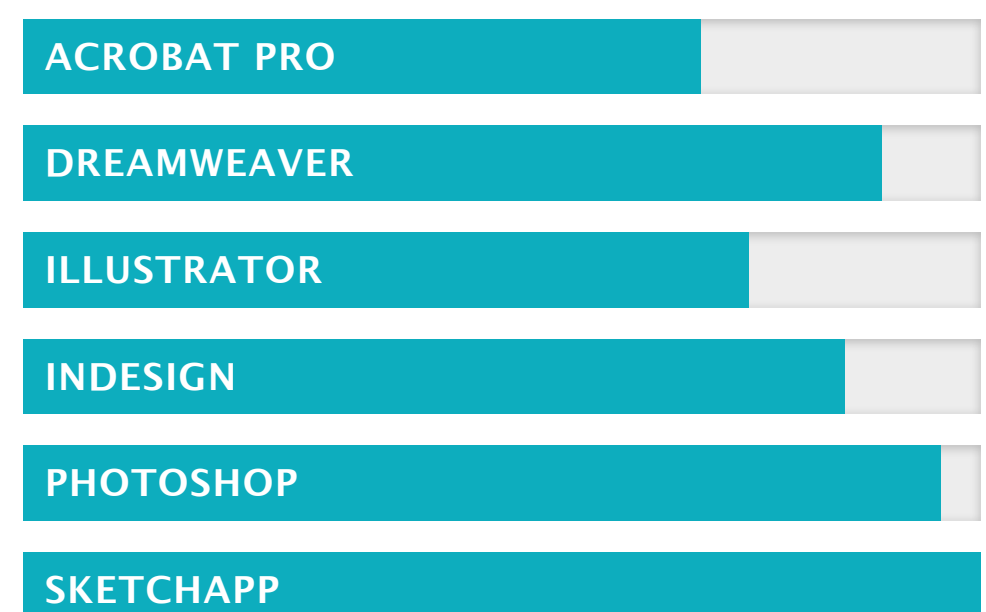 ACROBAT PRO
DREAMWEAVER
ILLUSTRATOR
INDESIGN
PHOTOSHOP
SKETCHAPP